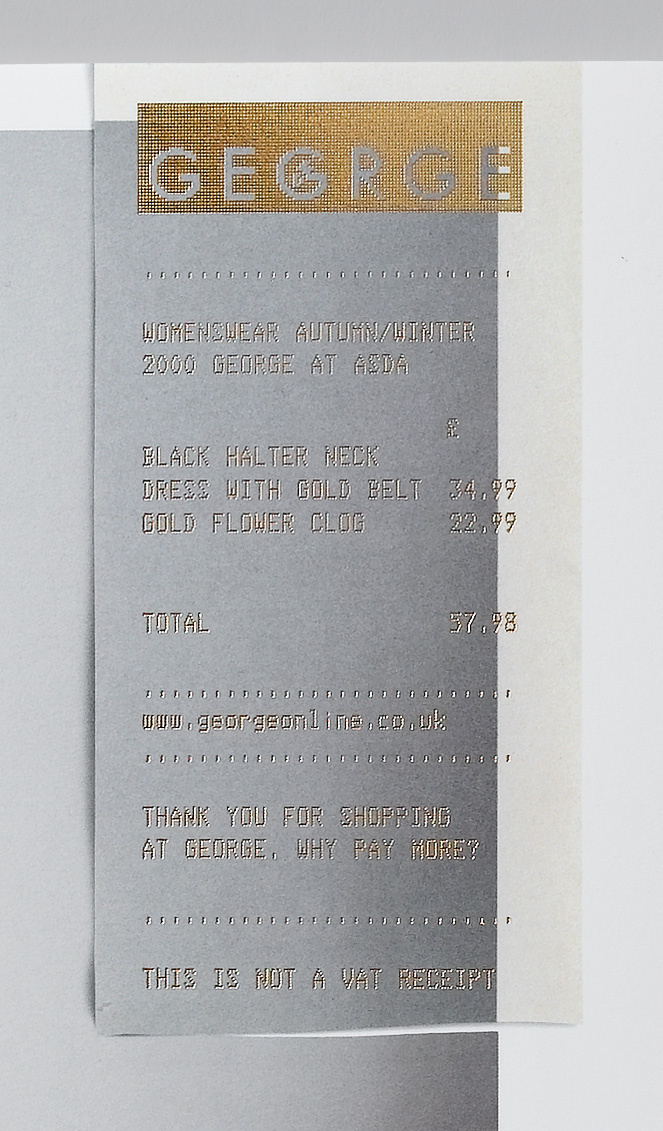 GEORGE
WOMENSWEAR AUTUMN/WINTER
2000 GEORGE AT ASDA
£
BLACK HALTER NECK
DRESS WITH GOLD BELT 34.99
GOLD FLOWER CLOG 22.99
TOTAL 57.98
www.georgeonline.co.uk
THANK YOU FOR SHOPPING
AT GEORGE. WHY PAY MORE?
THIS IS NOT A VAT RECEIPT